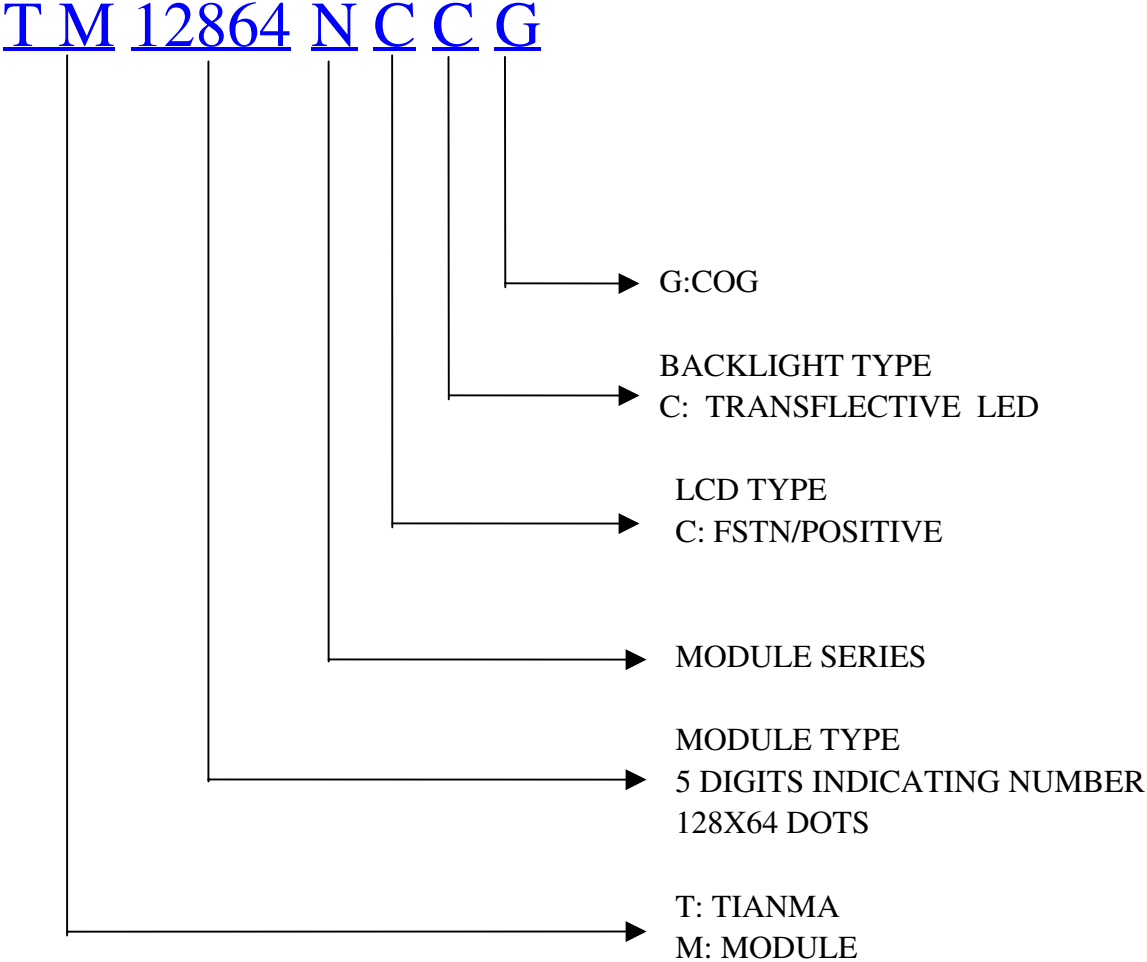 T M 12864 N C C G
G:COG
BACKLIGHT TYPE
C: TRANSFLECTIVE LED
LCD TYPE
C: FSTN/POSITIVE
MODULE SERIES
MODULE TYPE
5 DIGITS INDICATING NUMBER
128X64 DOTS
T: TIANMA
M: MODULE